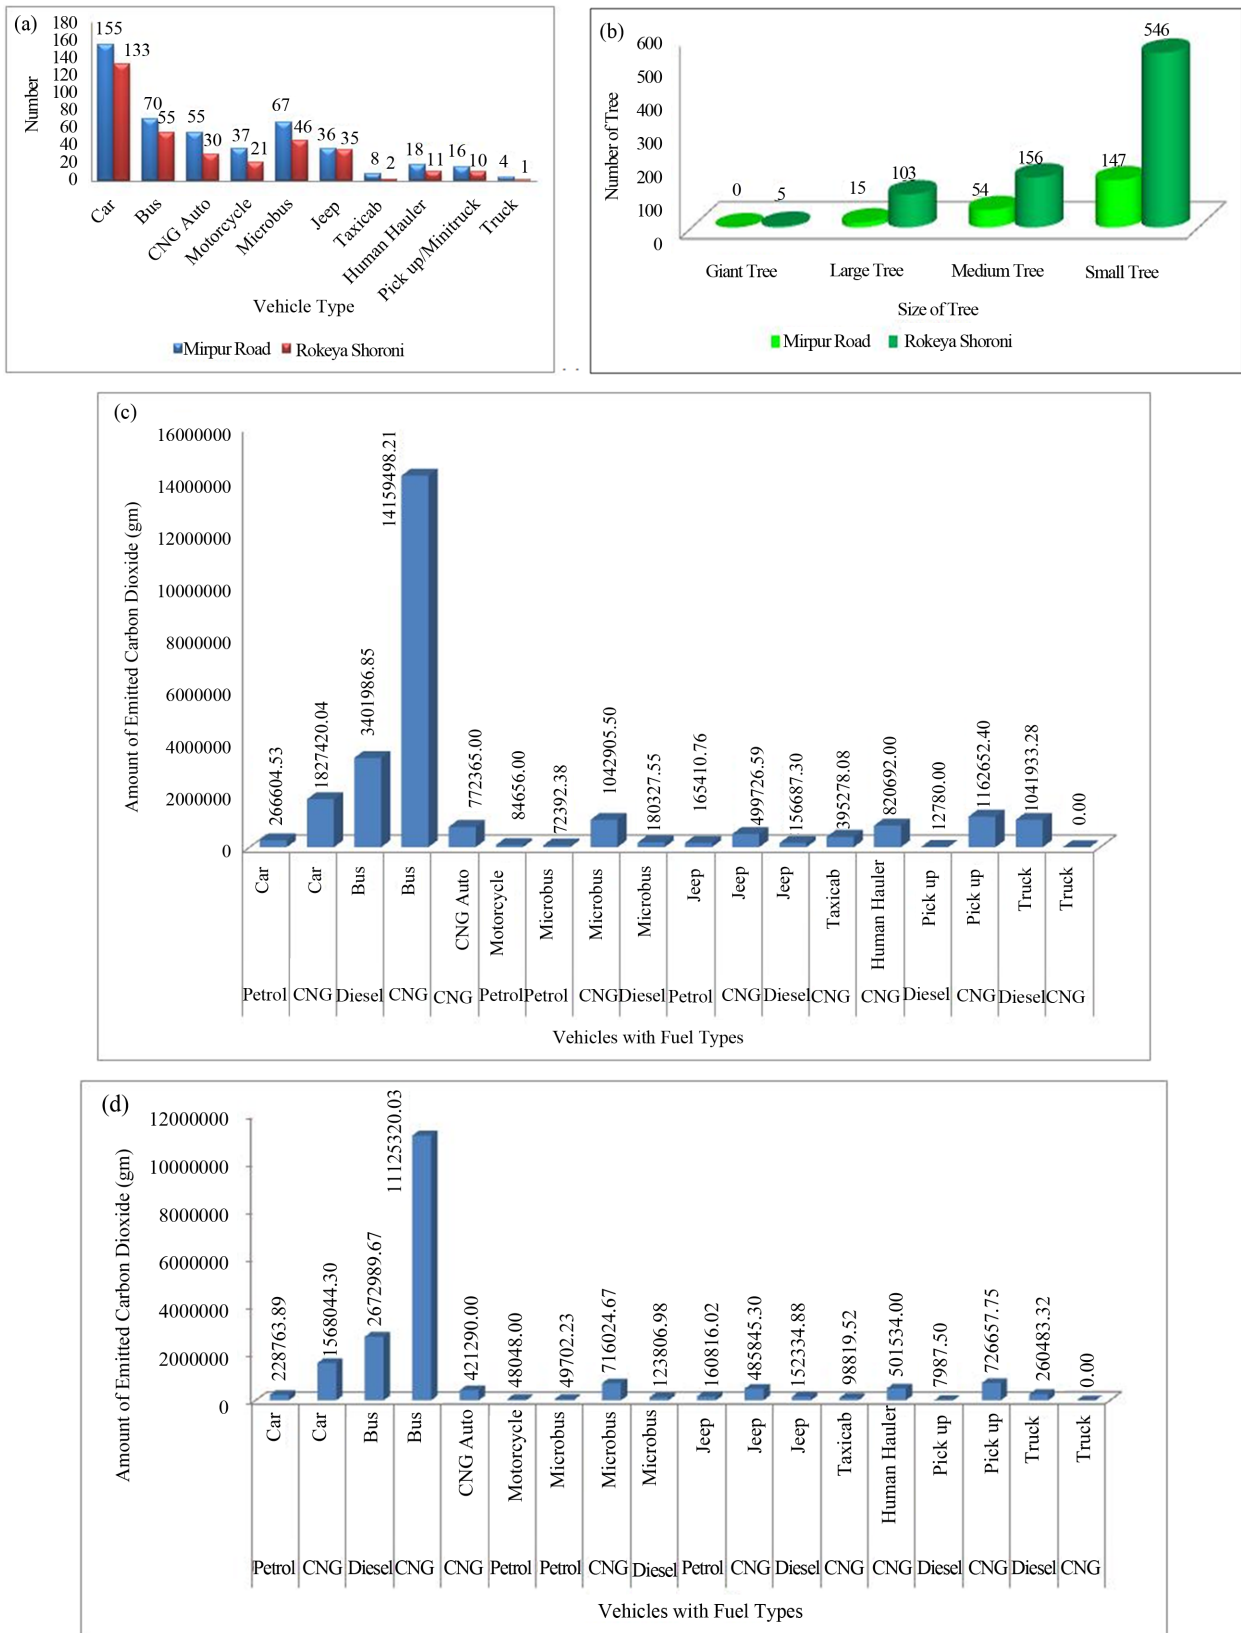 (a)
180
160
140
120
100
80
60
40
20
0
Number
155
133
70
55
55
30
37
21
67
46
36
35
8
2
18
11
16
10
4
1
Car
Bus
CNG Auto
Motorcycle
Microbus
Jeep
Taxicab
Human Hauler
Pick up/Minitruck
Truck
Vehicle Type
Mirpur Road
Rokeya Shoroni
(b)
600
500
400
300
200
100
0
Number of Tree
0
5
15
103
54
156
147
546
Giant Tree
Large Tree
Medium Tree
Small Tree
Size of Tree
Mirpur Road
Rokeya Shoroni
(c)
16000000
14000000
12000000
10000000
8000000
6000000
4000000
2000000
0
Amount of Emitted Carbon Dioxide (gm)
266604.53
1827420.04
3401986.85
14159498.21
772365.00
84656.00
72392.38
1042905.50
180327.55
165410.76
499726.59
156687.30
395278.08
820692.00
12780.00
1162652.40
1041933.28
0.00
Car
Car
Bus
Bus
CNG Auto
Motorcycle
Microbus
Microbus
Microbus
Jeep
Jeep
Jeep
Taxicab
Human Hauler
Pick up
Pick up
Truck
Truck
Petrol CNG Diesel CNG CNG Petrol Petrol CNG Diesel Petrol CNG Diesel CNG CNG Diesel CNG Diesel CNG
Vehicles with Fuel Types
(d)
12000000
10000000
8000000
6000000
4000000
2000000
0
Amount of Emitted Carbon Dioxide (gm)
228763.89
1568044.30
2672989.67
11125320.03
421290.00
48048.00
49702.23
716024.67
123806.98
160816.02
485845.30
152334.88
98819.52
501534.00
7987.50
726657.75
260483.32
0.00
Car
Car
Bus
Bus
CNG Auto
Motorcycle
Microbus
Microbus
Microbus
Jeep
Jeep
Jeep
Taxicab
Human Hauler
Pick up
Pick up
Truck
Truck
Petrol CNG Diesel CNG CNG Petrol Petrol CNG Diesel Petrol CNG Diesel CNG CNG Diesel CNG Diesel CNG
Vehicles with Fuel Types